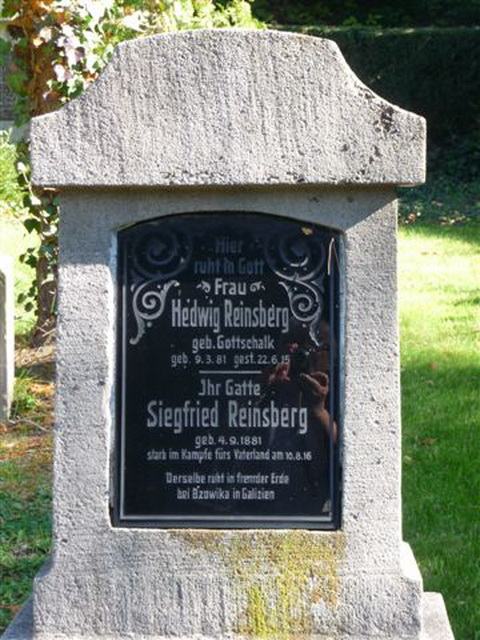 Hier
ruht in Gott
Frau
Hedwig Reinsberg
geb. Gottschalk
geb. 9.3.81 gest. 22.6.15
Ihr Gatte
Siegfried Reinsberg
geb. 4.9.1881
starb im Kampfe fürs Vaterland am 10.8.16
Derselbe ruht in fremder Erde
bei Bzowika in Galizien